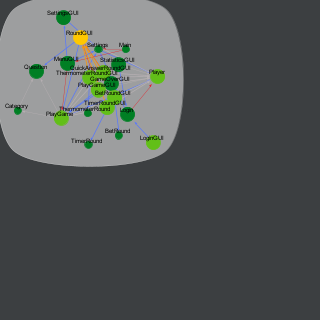 SettingsGUI
RoundGUI
Settings
Main
MenuGUI
StatisticsGUI
Question
QuickAnswerRoundGUI
ThermometerRoundGUI
Player
GameOverGUI
PlayGameGUI
BetRoundGUI
TimerRoundGUI
Category
ThermometerRound
Login
PlayGame
BetRound
TimerRound
LoginGUI